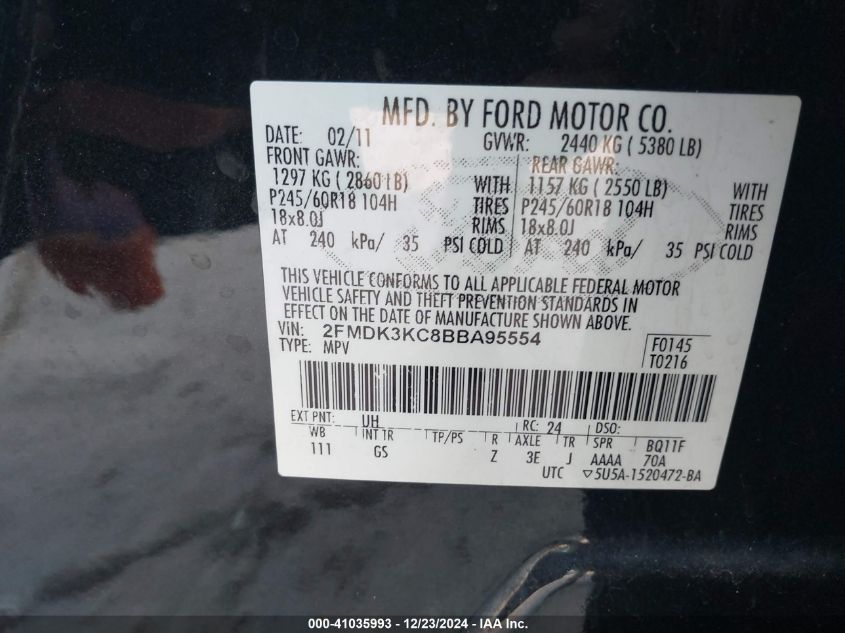 MFD. BY FORD MOTOR CO.
DATE: 02/11 GVWR: 2440 KG ( 5380 LB)
FRONT GAWR: REAR GAWR:
1297 KG ( 2860 LB) WITH 1157 KG ( 2550 LB) WITH
P245/60R18 104H TIRES P245/60R18 104H TIRES
18x8.0J RIMS 18x8.0J RIMS
AT 240 kPa/ 35 PSI COLD AT 240 kPa/ 35 PSI COLD
THIS VEHICLE CONFORMS TO ALL APPLICABLE FEDERAL MOTOR
VEHICLE SAFETY AND THEFT PREVENTION STANDARDS IN
EFFECT ON THE DATE OF MANUFACTURE SHOWN ABOVE.
VIN: 2FMDK3KC8BBA95554 F0145
TYPE: MPV T0216
EXT PNT: UH RC: 24 DSO:
WB INT TR TP/PS R AXLE TR SPR BQ11F
111 GS Z 3E J AAAA 70A
UTC ▽5U5A-1520472-BA
000-41035993 - 12/23/2024 - IAA Inc.